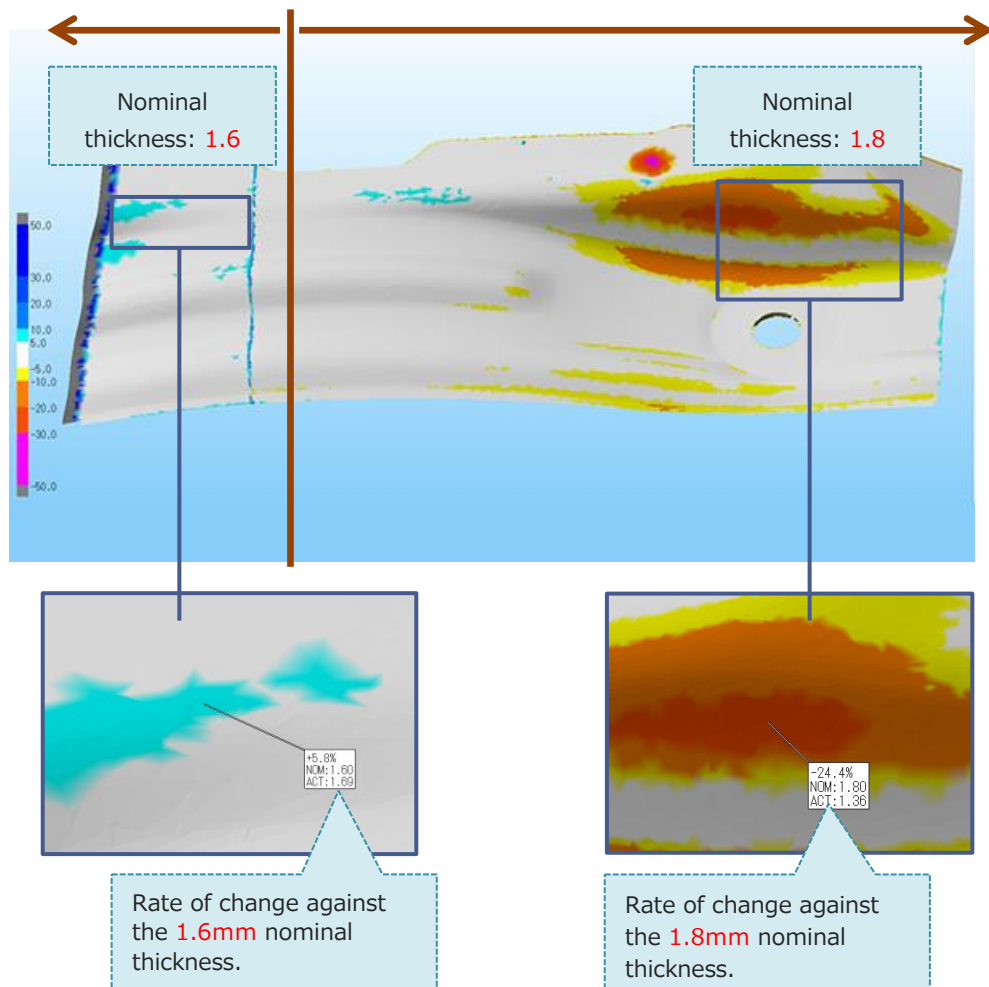 Nominal
thickness: 1.6
Nominal
thickness: 1.8
50.0
30.0
20.0
10.0
5.0
-5.0
-10.0
-20.0
-30.0
-50.0
+5.8%
NOM:1.60
ACT:1.69
-24.4%
NOM:1.80
ACT:1.36
Rate of change against
the 1.6mm nominal
thickness.
Rate of change against
the 1.8mm nominal
thickness.